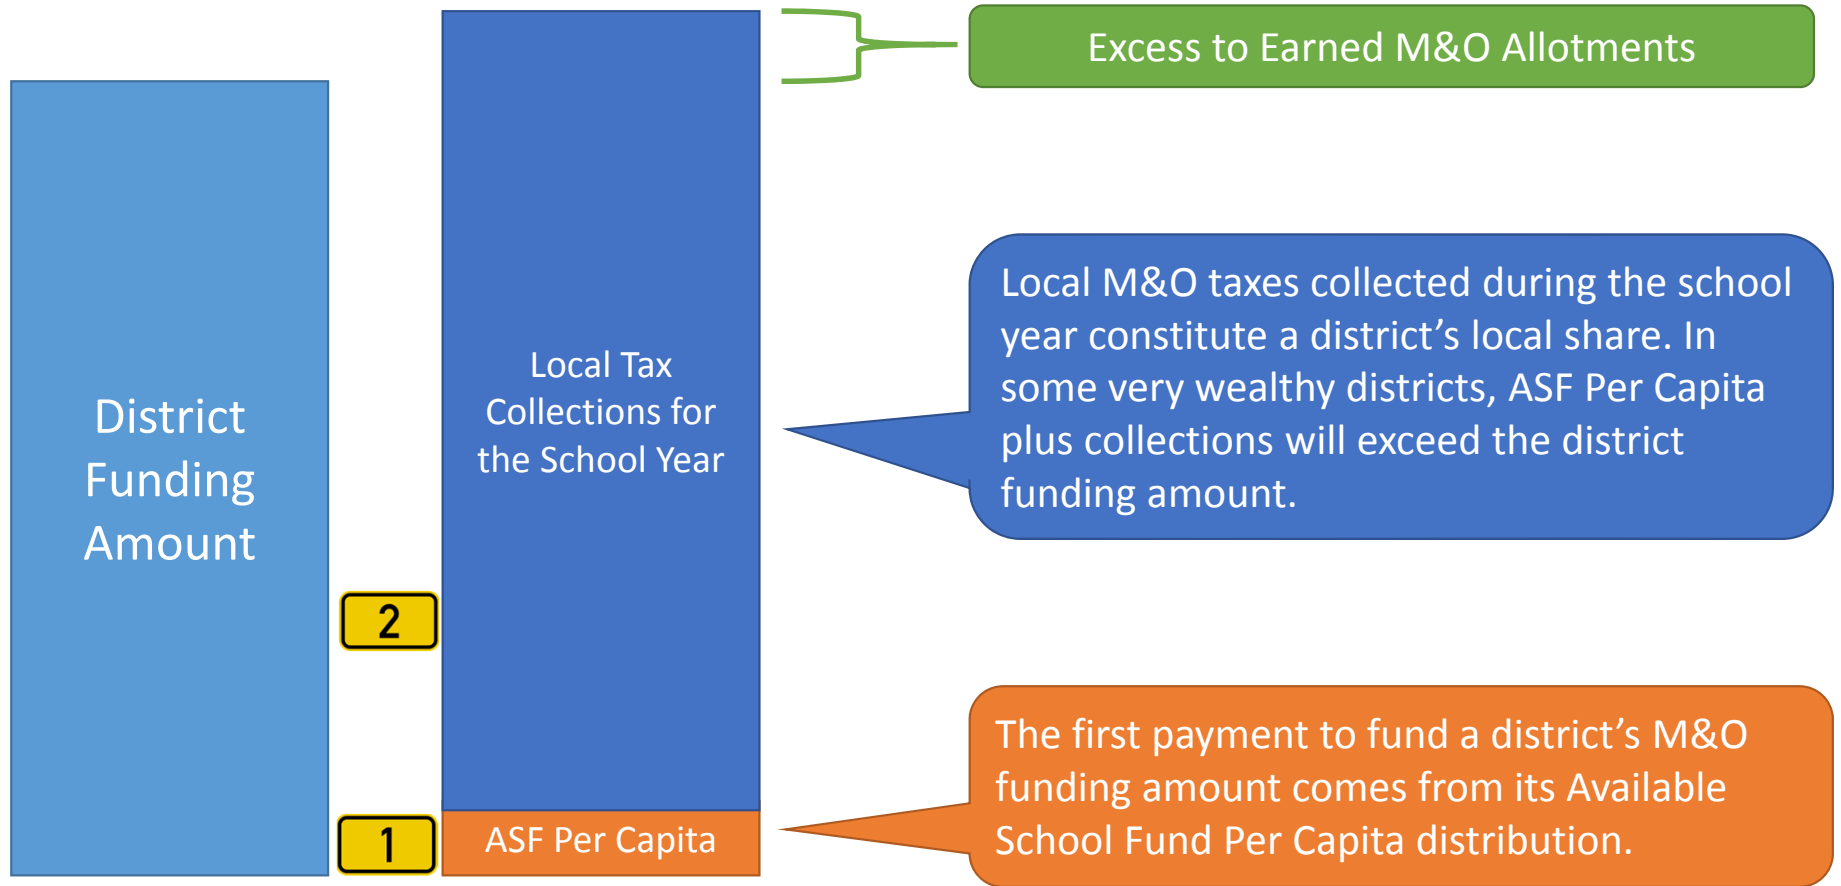 District
Funding
Amount
2
1
Local Tax
Collections for
the School Year
ASF Per Capita
Excess to Earned M&O Allotments
Local M&O taxes collected during the school
year constitute a district’s local share. In
some very wealthy districts, ASF Per Capita
plus collections will exceed the district
funding amount.
The first payment to fund a district’s M&O
funding amount comes from its Available
School Fund Per Capita distribution.